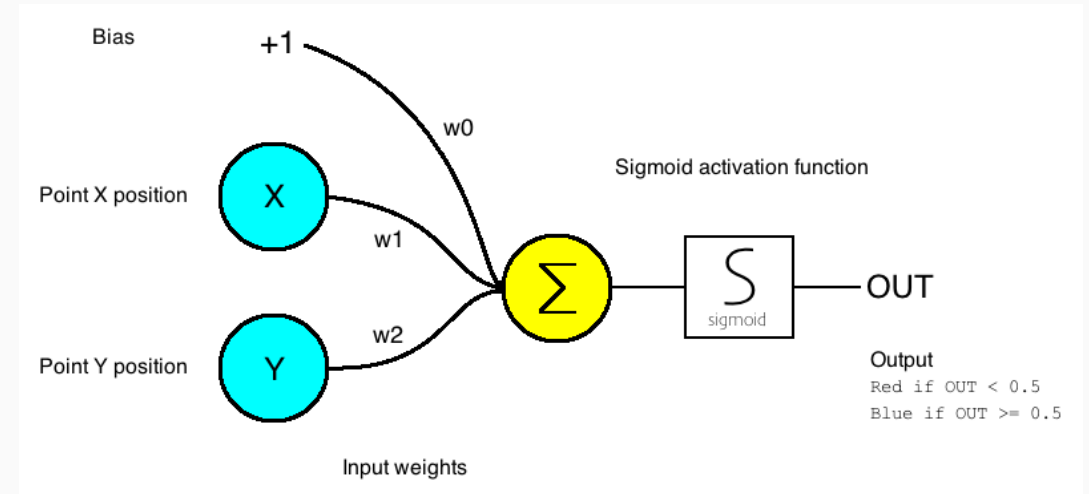 Bias
+1
w0
Sigmoid activation function
Point X position
X
w1
Σ
S
sigmoid
OUT
w2
Point Y position
Y
Output
Red if OUT < 0.5
Blue if OUT >= 0.5
Input weights